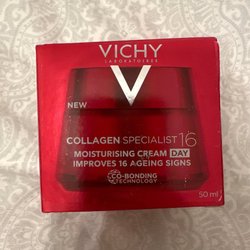 VICHY
LABORATOIRES
NEW
COLLAGEN SPECIALIST 16
MOISTURISING CREAM DAY
IMPROVES 16 AGEING SIGNS
CO-BONDING
TECHNOLOGY
50 ml